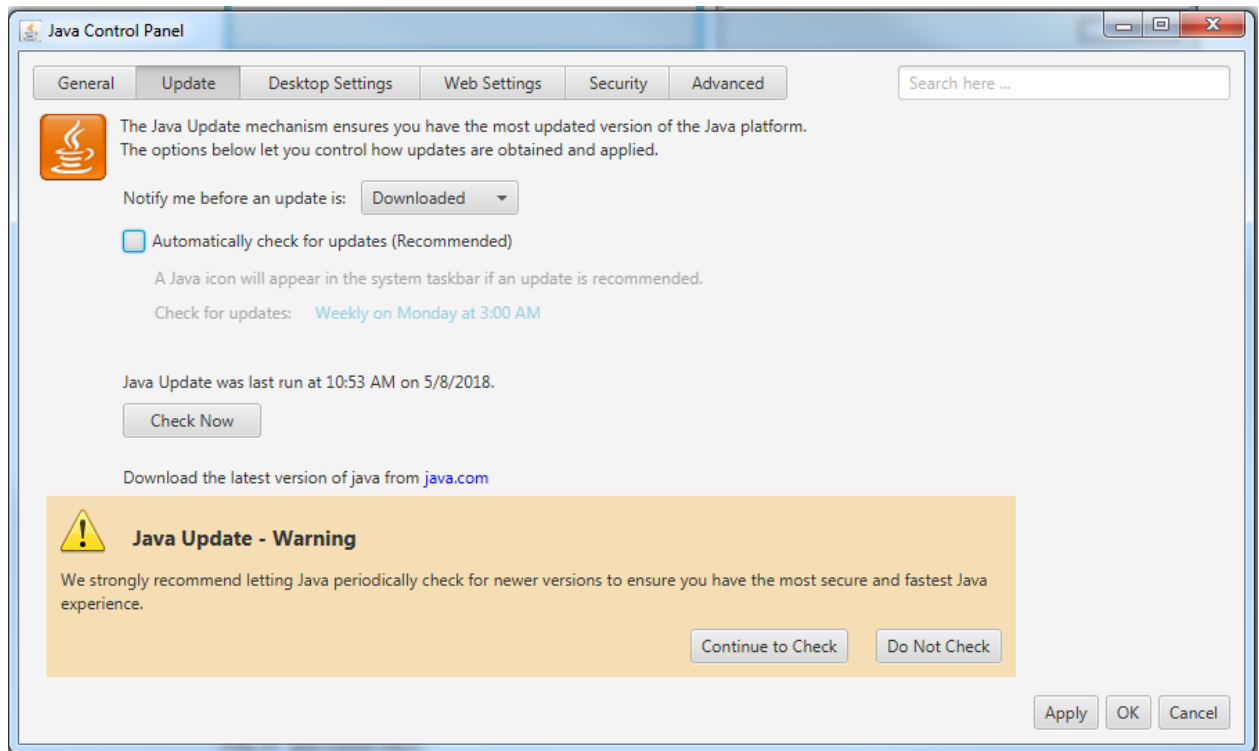 Java Control Panel
General
Update
Desktop Settings
Web Settings
Security
Advanced
Search here ...
The Java Update mechanism ensures you have the most updated version of the Java platform.
The options below let you control how updates are obtained and applied.
Notify me before an update is: Downloaded
Automatically check for updates (Recommended)
A Java icon will appear in the system taskbar if an update is recommended.
Check for updates: Weekly on Monday at 3:00 AM
Java Update was last run at 10:53 AM on 5/8/2018.
Check Now
Download the latest version of java from java.com
Java Update - Warning
We strongly recommend letting Java periodically check for newer versions to ensure you have the most secure and fastest Java
experience.
Continue to Check
Do Not Check
Apply
OK
Cancel